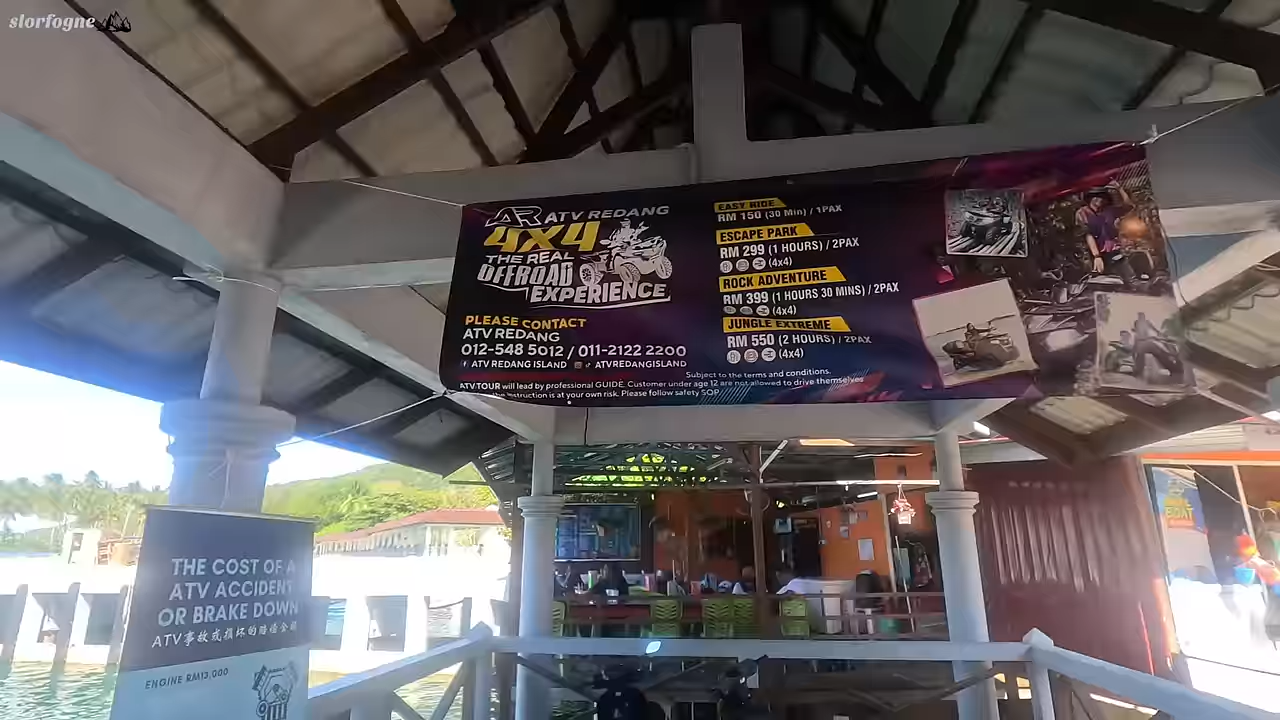 slorfogne
AR ATV REDANG
4X4
THE REAL
OFFROAD
EXPERIENCE
PLEASE CONTACT
ATV REDANG
012-548 5012 / 011-2122 2200
ATV REDANG ISLAND ATVREDANGISLAND
EASY RIDE
RM 150 (30 Min) / 1PAX
ESCAPE PARK
RM 299 (1 HOURS) / 2PAX
(4x4)
ROCK ADVENTURE
RM 399 (1 HOURS 30 MINS) / 2PAX
(4x4)
JUNGLE EXTREME
RM 550 (2 HOURS) / 2PAX
(4x4)
Subject to the terms and conditions.
ATV TOUR will lead by professional GUIDE. Customer under age 12 are not allowed to drive themselves
instruction is at your own risk. Please follow safety SOP
THE COST OF A
ATV ACCIDENT
OR BRAKE DOWN
ATV事故或损坏的赔偿金额
ENGINE RM13,000